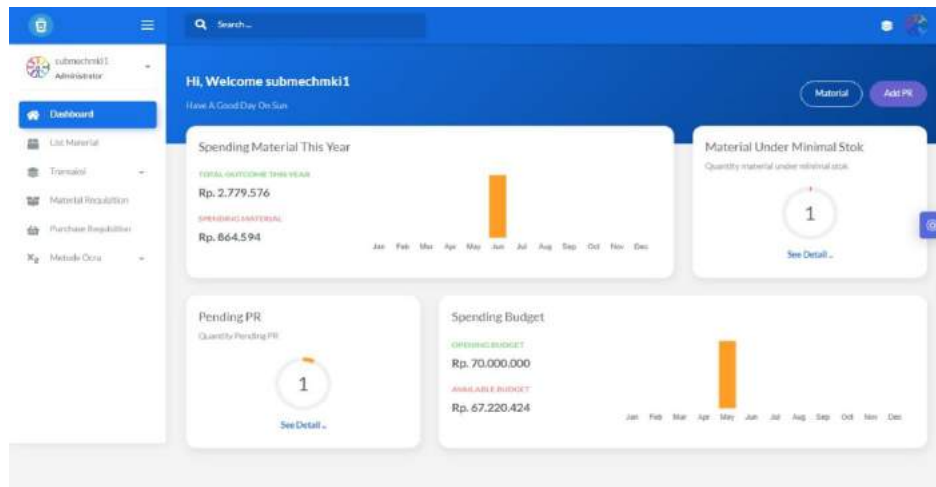 Search...
submechmki1
Administrator
Hi, Welcome submechmki1
Have A Good Day On Sun
Material
Add PR
Dashboard
List Material
Transaksi
Material Requisition
Purchase Requisition
X₂ Metode Ocra
Spending Material This Year
TOTAL OUTCOME THIS YEAR
Rp. 2.779.576
SPENDING MATERIAL
Rp. 864.594
Jan Feb Mar Apr May Jun Jul Aug Sep Oct Nov Dec
Material Under Minimal Stok
Quantity material under minimal stok
1
See Detail ..
Pending PR
Quantity Pending PR
1
See Detail ..
Spending Budget
OPENING BUDGET
Rp. 70.000.000
AVAILABLE BUDGET
Rp. 67.220.424
Jan Feb Mar Apr May Jun Jul Aug Sep Oct Nov Dec